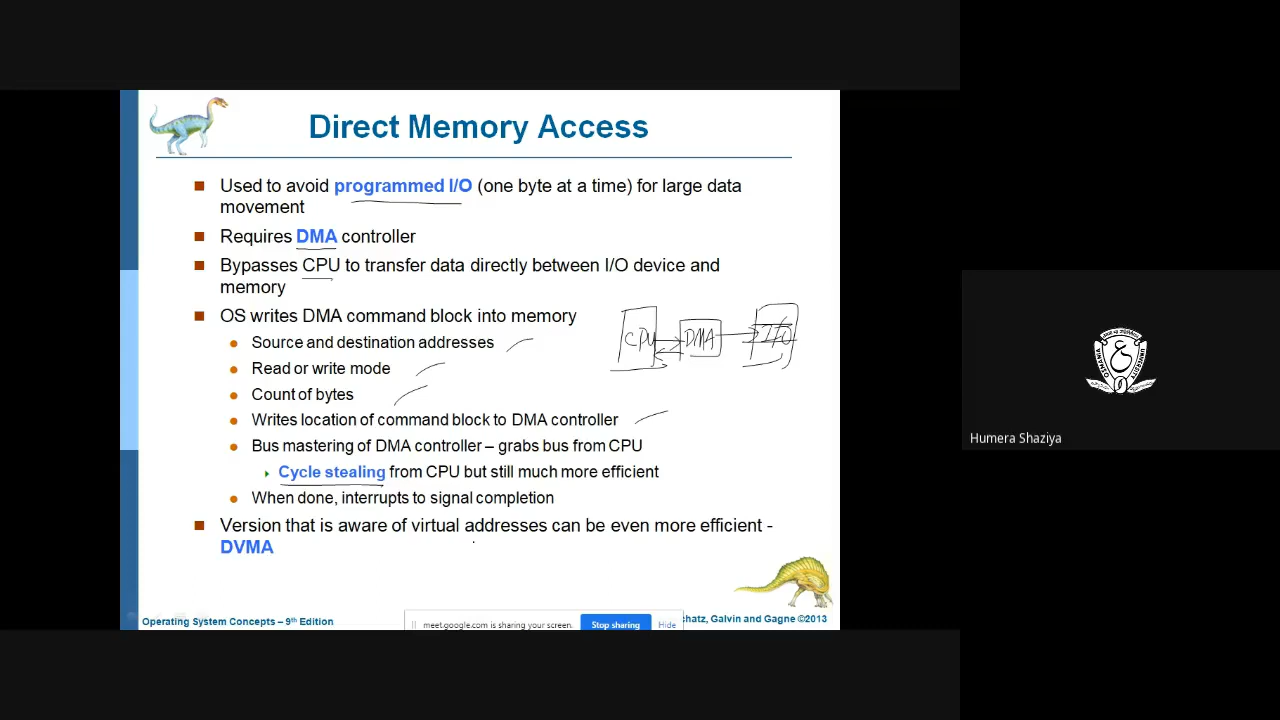 Direct Memory Access
Used to avoid programmed I/O (one byte at a time) for large data
movement
Requires DMA controller
Bypasses CPU to transfer data directly between I/O device and
memory
OS writes DMA command block into memory
Source and destination addresses
Read or write mode
Count of bytes
Writes location of command block to DMA controller
Bus mastering of DMA controller – grabs bus from CPU
Cycle stealing from CPU but still much more efficient
When done, interrupts to signal completion
Version that is aware of virtual addresses can be even more efficient -
DVMA
CPU DMA I/O
Operating System Concepts – 9th Edition
meet.google.com is sharing your screen. Stop sharing Hide
chatz, Galvin and Gagne ©2013
Humera Shaziya